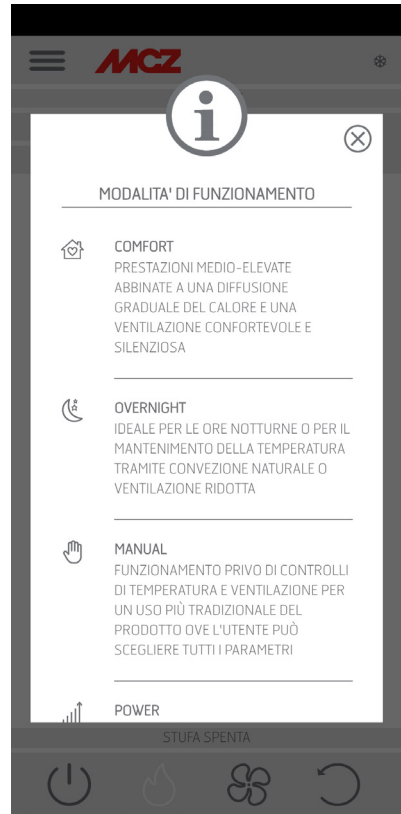 MCZ
i
MODALITA' DI FUNZIONAMENTO
COMFORT
PRESTAZIONI MEDIO-ELEVATE
ABBINATE A UNA DIFFUSIONE
GRADUALE DEL CALORE E UNA
VENTILAZIONE CONFORTEVOLE E
SILENZIOSA
OVERNIGHT
IDEALE PER LE ORE NOTTURNE O PER IL
MANTENIMENTO DELLA TEMPERATURA
TRAMITE CONVEZIONE NATURALE O
VENTILAZIONE RIDOTTA
MANUAL
FUNZIONAMENTO PRIVO DI CONTROLLI
DI TEMPERATURA E VENTILAZIONE PER
UN USO PIÙ TRADIZIONALE DEL
PRODOTTO OVE L'UTENTE PUÒ
SCEGLIERE TUTTI I PARAMETRI
POWER
STUFA SPENTA